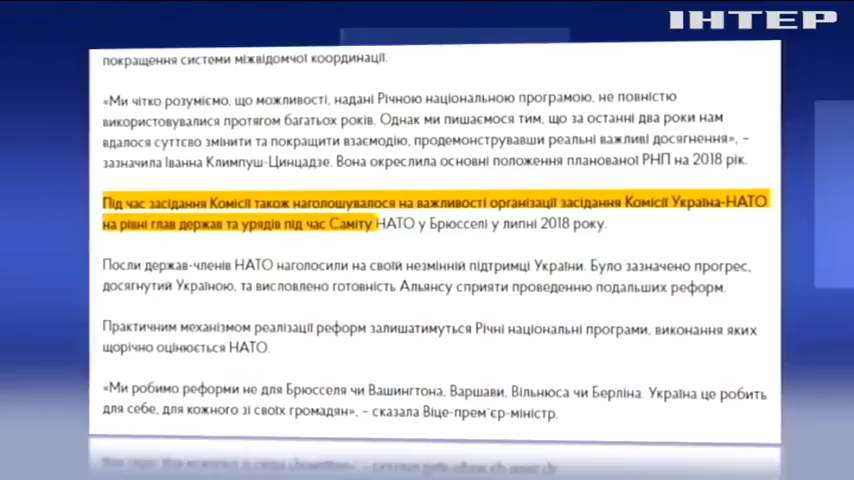 ІНТЕР
покращення системи міжвідомчої координації.
«Ми чітко розуміємо, що можливості, надані Річною національною програмою, не повністю
використовувалися протягом багатьох років. Однак ми пишаємося тим, що за останні два роки нам
вдалося суттєво змінити та покращити взаємодію, продемонструвавши реальні важливі досягнення», –
зазначила Іванна Климпуш-Цинцадзе. Вона окреслила основні положення планованої РНП на 2018 рік.
Під час засідання Комісії також наголошувалося на важливості організації засідання Комісії Україна-НАТО
на рівні глав держав та урядів під час Саміту НАТО у Брюсселі у липні 2018 року.
Посли держав-членів НАТО наголосили на своїй незмінній підтримці України. Було зазначено прогрес,
досягнутий Україною, та висловлено готовність Альянсу сприяти проведенню подальших реформ.
Практичним механізмом реалізації реформ залишатимуться Річні національні програми, виконання яких
щорічно оцінюється НАТО.
«Ми робимо реформи не для Брюсселя чи Вашингтона, Варшави, Вільнюса чи Берліна. Україна це робить
для себе, для кожного зі своїх громадян», – сказала Віце-прем`єр-міністр.